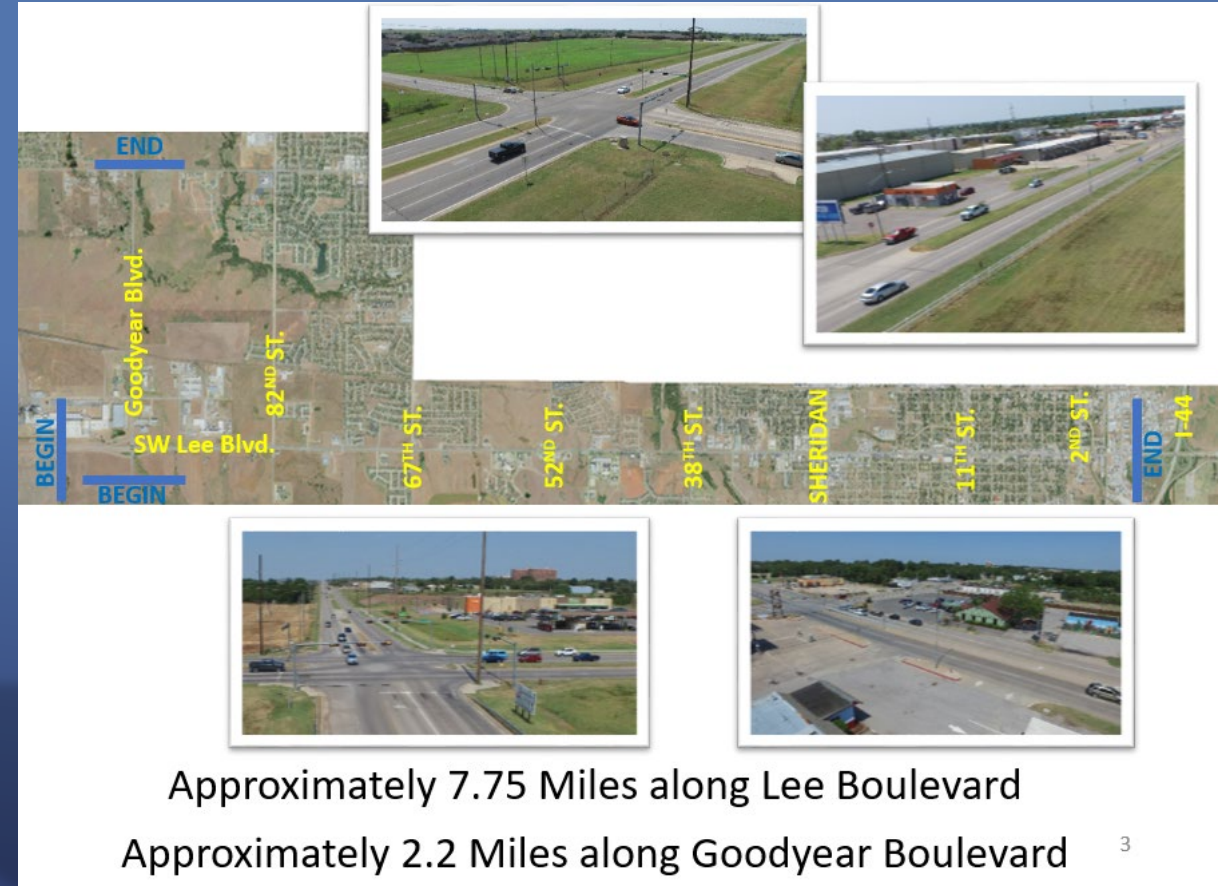 END
Goodyear Blvd.
82ND ST.
BEGIN
SW Lee Blvd.
BEGIN
67TH ST.
52ND ST.
38TH ST.
SHERIDAN
11TH ST.
2ND ST.
END
I-44
Approximately 7.75 Miles along Lee Boulevard
Approximately 2.2 Miles along Goodyear Boulevard
3